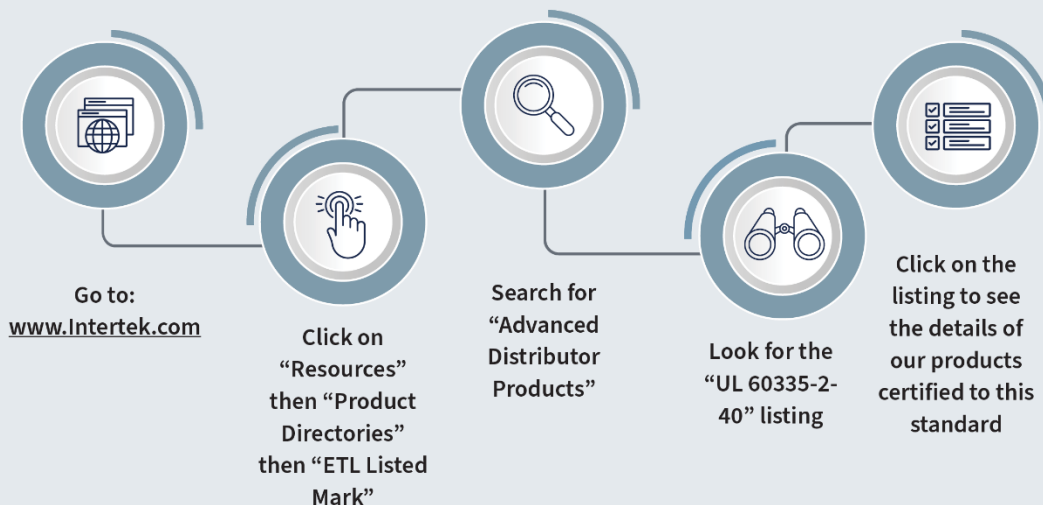 Go to:
www.Intertek.com
Click on
“Resources”
then “Product
Directories”
then “ETL Listed
Mark”
Search for
“Advanced
Distributor
Products”
Look for the
“UL 60335-2-
40” listing
Click on the
listing to see
the details of
our products
certified to this
standard